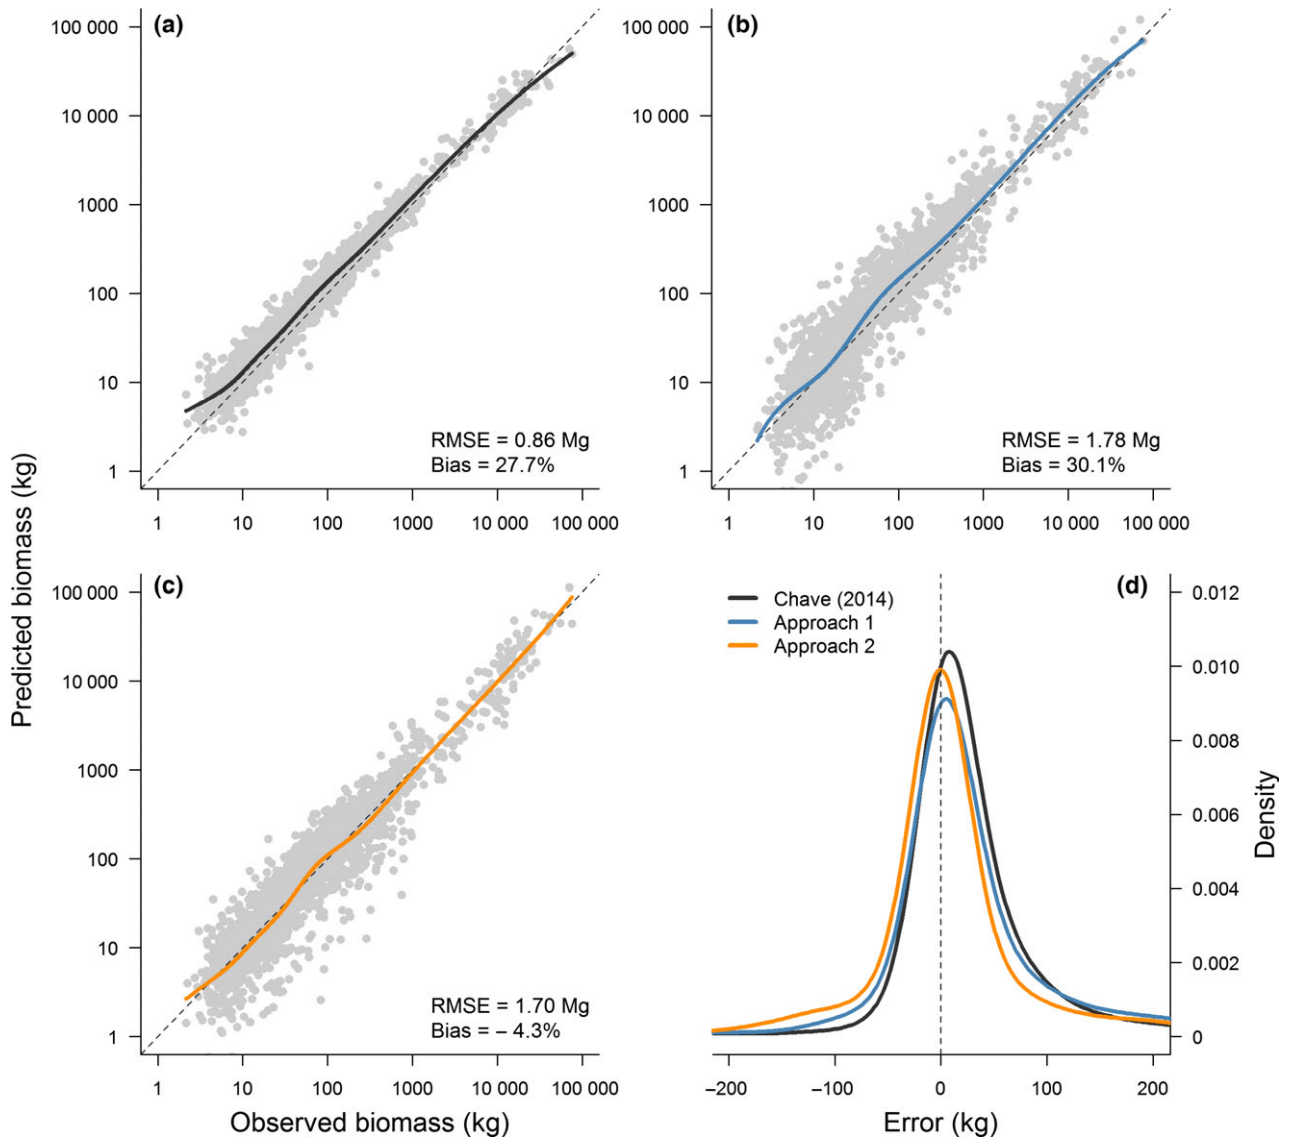 (a)
100 000
10 000
1000
100
10
1
RMSE = 0.86 Mg
Bias = 27.7%
1 10 100 1000 10 000 100 000
(b)
100 000
10 000
1000
100
10
1
RMSE = 1.78 Mg
Bias = 30.1%
1 10 100 1000 10 000 100 000
Predicted biomass (kg)
(c)
100 000
10 000
1000
100
10
1
RMSE = 1.70 Mg
Bias = – 4.3%
1 10 100 1000 10 000 100 000
Observed biomass (kg)
(d)
Chave (2014)
Approach 1
Approach 2
0.012
0.010
0.008
0.006
0.004
0.002
0
Density
–200 –100 0 100 200
Error (kg)